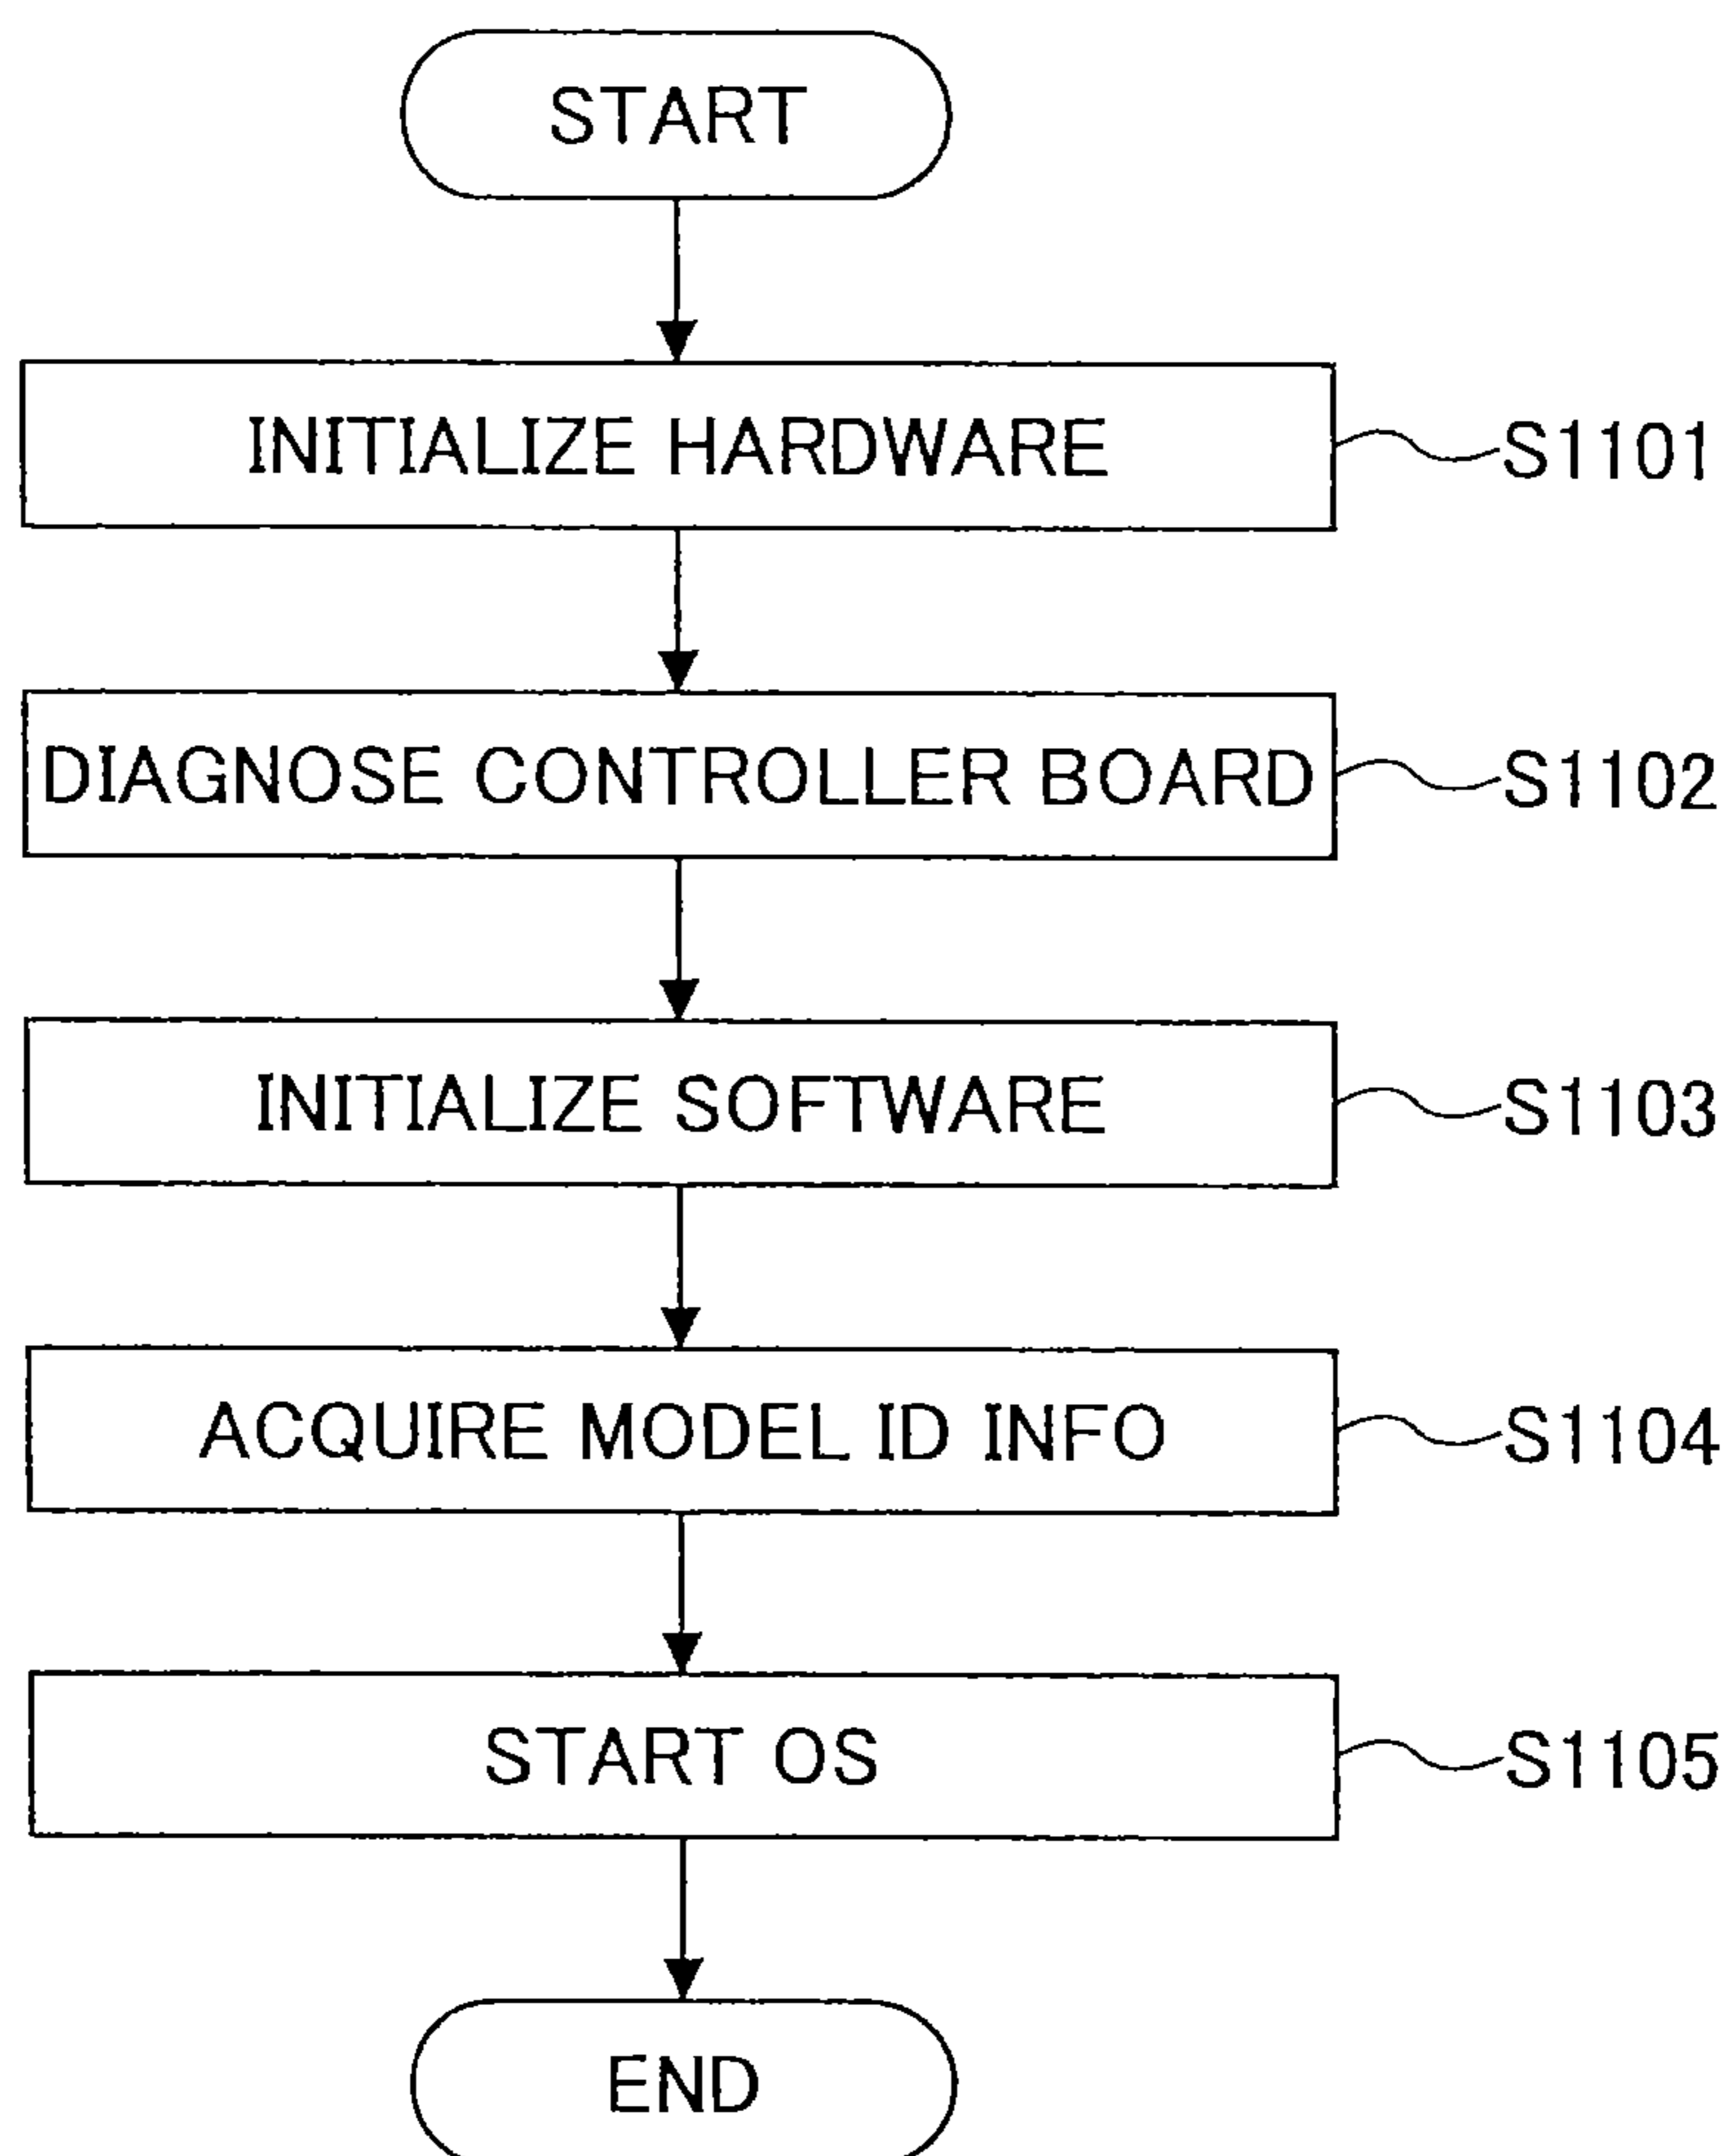 START
INITIALIZE HARDWARE
S1101
DIAGNOSE CONTROLLER BOARD
S1102
INITIALIZE SOFTWARE
S1103
ACQUIRE MODEL ID INFO
S1104
START OS
S1105
END